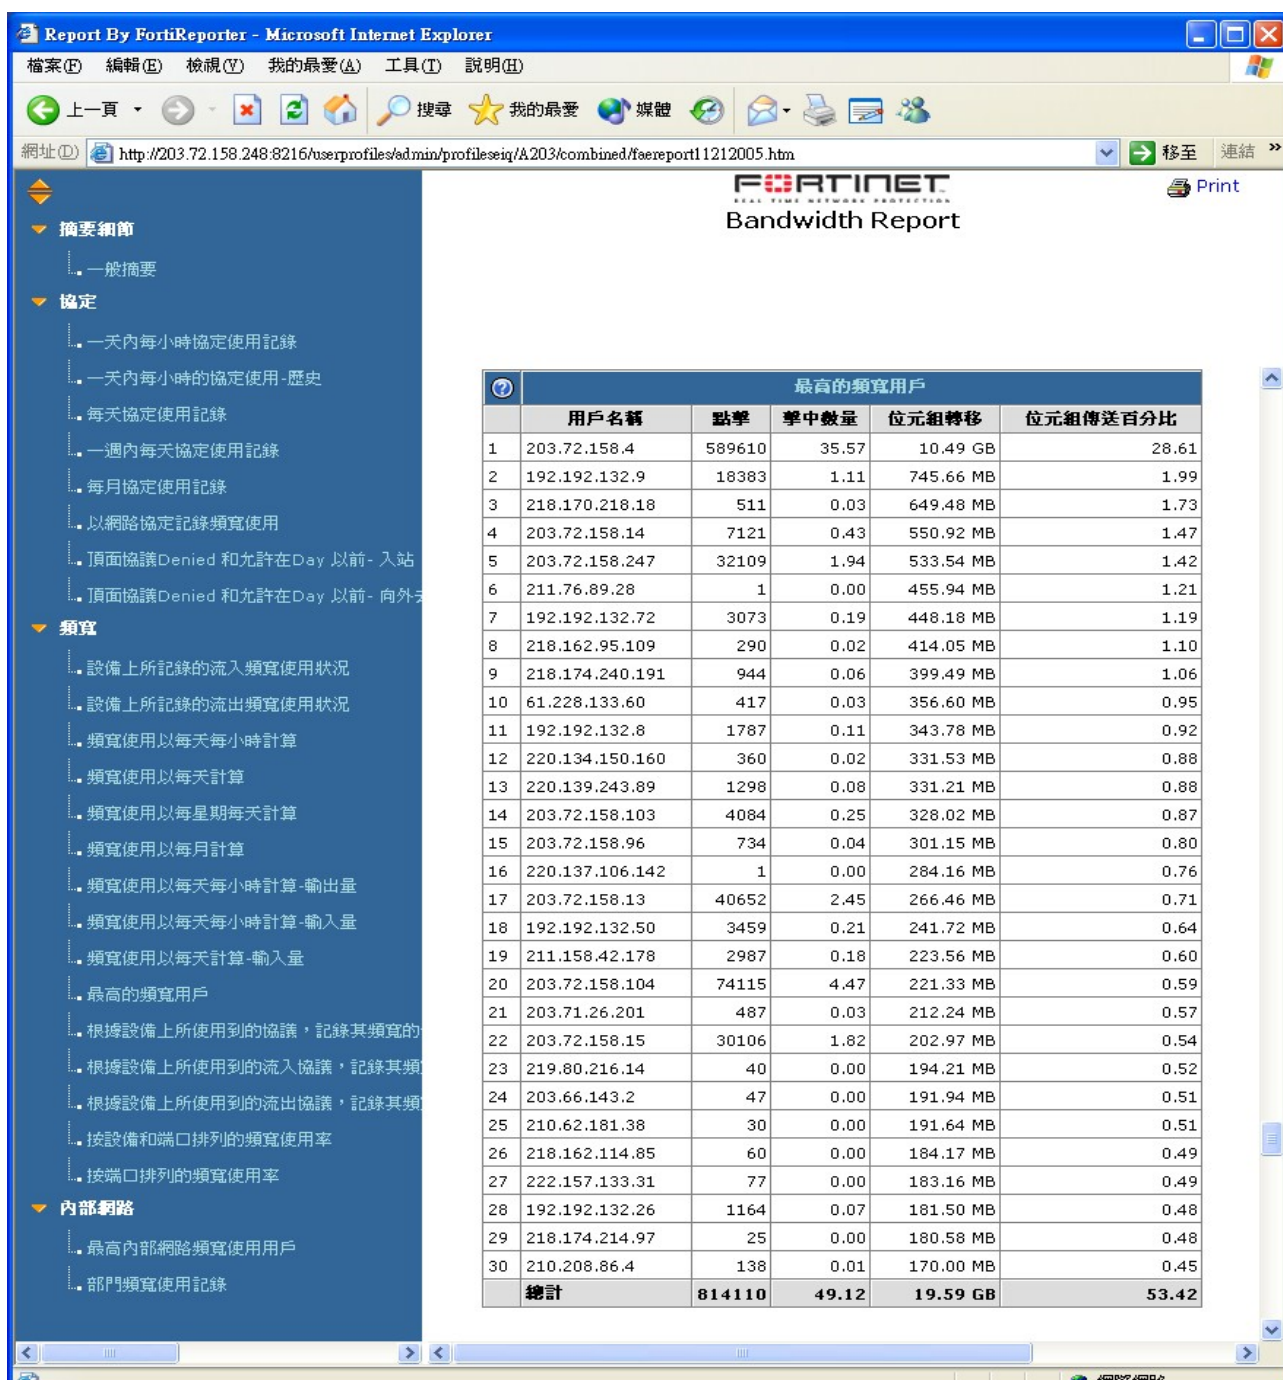 Report By FortiReporter - Microsoft Internet Explorer
檔案(F) 編輯(E) 檢視(V) 我的最愛(A) 工具(T) 說明(H)
上一頁 搜尋 我的最愛 媒體
網址(D) http://203.72.158.248:8216/userprofiles/admin/profileseiq/A203/combined/faereport11212005.htm 移至 連結 »
FORTINET
REAL TIME NETWORK PROTECTION
Bandwidth Report
Print
摘要細節
一般摘要
協定
一天內每小時協定使用記錄
一天內每小時的協定使用-歷史
每天協定使用記錄
一週內每天協定使用記錄
每月協定使用記錄
以網路協定記錄頻寬使用
頂面協議Denied 和允許在Day 以前- 入站
頂面協議Denied 和允許在Day 以前- 向外
頻寬
設備上所記錄的流入頻寬使用狀況
設備上所記錄的流出頻寬使用狀況
頻寬使用以每天每小時計算
頻寬使用以每天計算
頻寬使用以每星期每天計算
頻寬使用以每月計算
頻寬使用以每天每小時計算-輸出量
頻寬使用以每天每小時計算-輸入量
頻寬使用以每天計算-輸入量
最高的頻寬用戶
根據設備上所使用到的協議，記錄其頻寬的
根據設備上所使用到的流入協議，記錄其頻
根據設備上所使用到的流出協議，記錄其頻
按設備和端口排列的頻寬使用率
按端口排列的頻寬使用率
內部網路
最高內部網路頻寬使用用戶
部門頻寬使用記錄
最高的頻寬用戶
用戶名稱 點擊 擊中數量 位元組轉移 位元組傳送百分比
1 203.72.158.4 589610 35.57 10.49 GB 28.61
2 192.192.132.9 18383 1.11 745.66 MB 1.99
3 218.170.218.18 511 0.03 649.48 MB 1.73
4 203.72.158.14 7121 0.43 550.92 MB 1.47
5 203.72.158.247 32109 1.94 533.54 MB 1.42
6 211.76.89.28 1 0.00 455.94 MB 1.21
7 192.192.132.72 3073 0.19 448.18 MB 1.19
8 218.162.95.109 290 0.02 414.05 MB 1.10
9 218.174.240.191 944 0.06 399.49 MB 1.06
10 61.228.133.60 417 0.03 356.60 MB 0.95
11 192.192.132.8 1787 0.11 343.78 MB 0.92
12 220.134.150.160 360 0.02 331.53 MB 0.88
13 220.139.243.89 1298 0.08 331.21 MB 0.88
14 203.72.158.103 4084 0.25 328.02 MB 0.87
15 203.72.158.96 734 0.04 301.15 MB 0.80
16 220.137.106.142 1 0.00 284.16 MB 0.76
17 203.72.158.13 40652 2.45 266.46 MB 0.71
18 192.192.132.50 3459 0.21 241.72 MB 0.64
19 211.158.42.178 2987 0.18 223.56 MB 0.60
20 203.72.158.104 74115 4.47 221.33 MB 0.59
21 203.71.26.201 487 0.03 212.24 MB 0.57
22 203.72.158.15 30106 1.82 202.97 MB 0.54
23 219.80.216.14 40 0.00 194.21 MB 0.52
24 203.66.143.2 47 0.00 191.94 MB 0.51
25 210.62.181.38 30 0.00 191.64 MB 0.51
26 218.162.114.85 60 0.00 184.17 MB 0.49
27 222.157.133.31 77 0.00 183.16 MB 0.49
28 192.192.132.26 1164 0.07 181.50 MB 0.48
29 218.174.214.97 25 0.00 180.58 MB 0.48
30 210.208.86.4 138 0.01 170.00 MB 0.45
總計 814110 49.12 19.59 GB 53.42